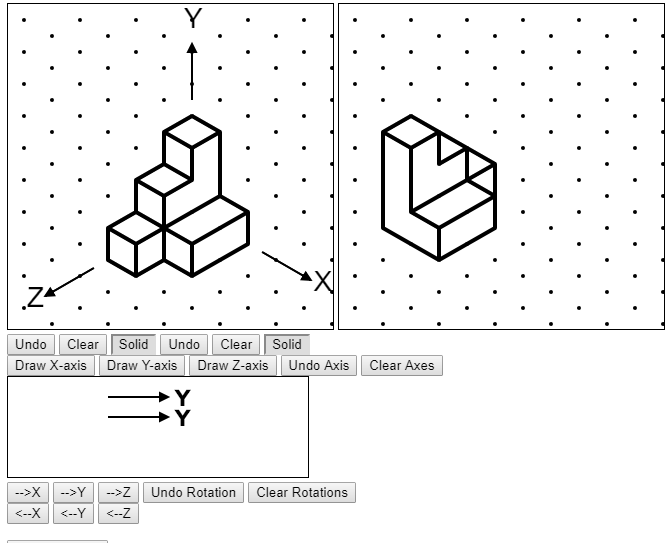 Y
X
Z
Undo Clear Solid Undo Clear Solid
Draw X-axis Draw Y-axis Draw Z-axis Undo Axis Clear Axes
Y
Y
-->X -->Y -->Z Undo Rotation Clear Rotations
<--X <--Y <--Z